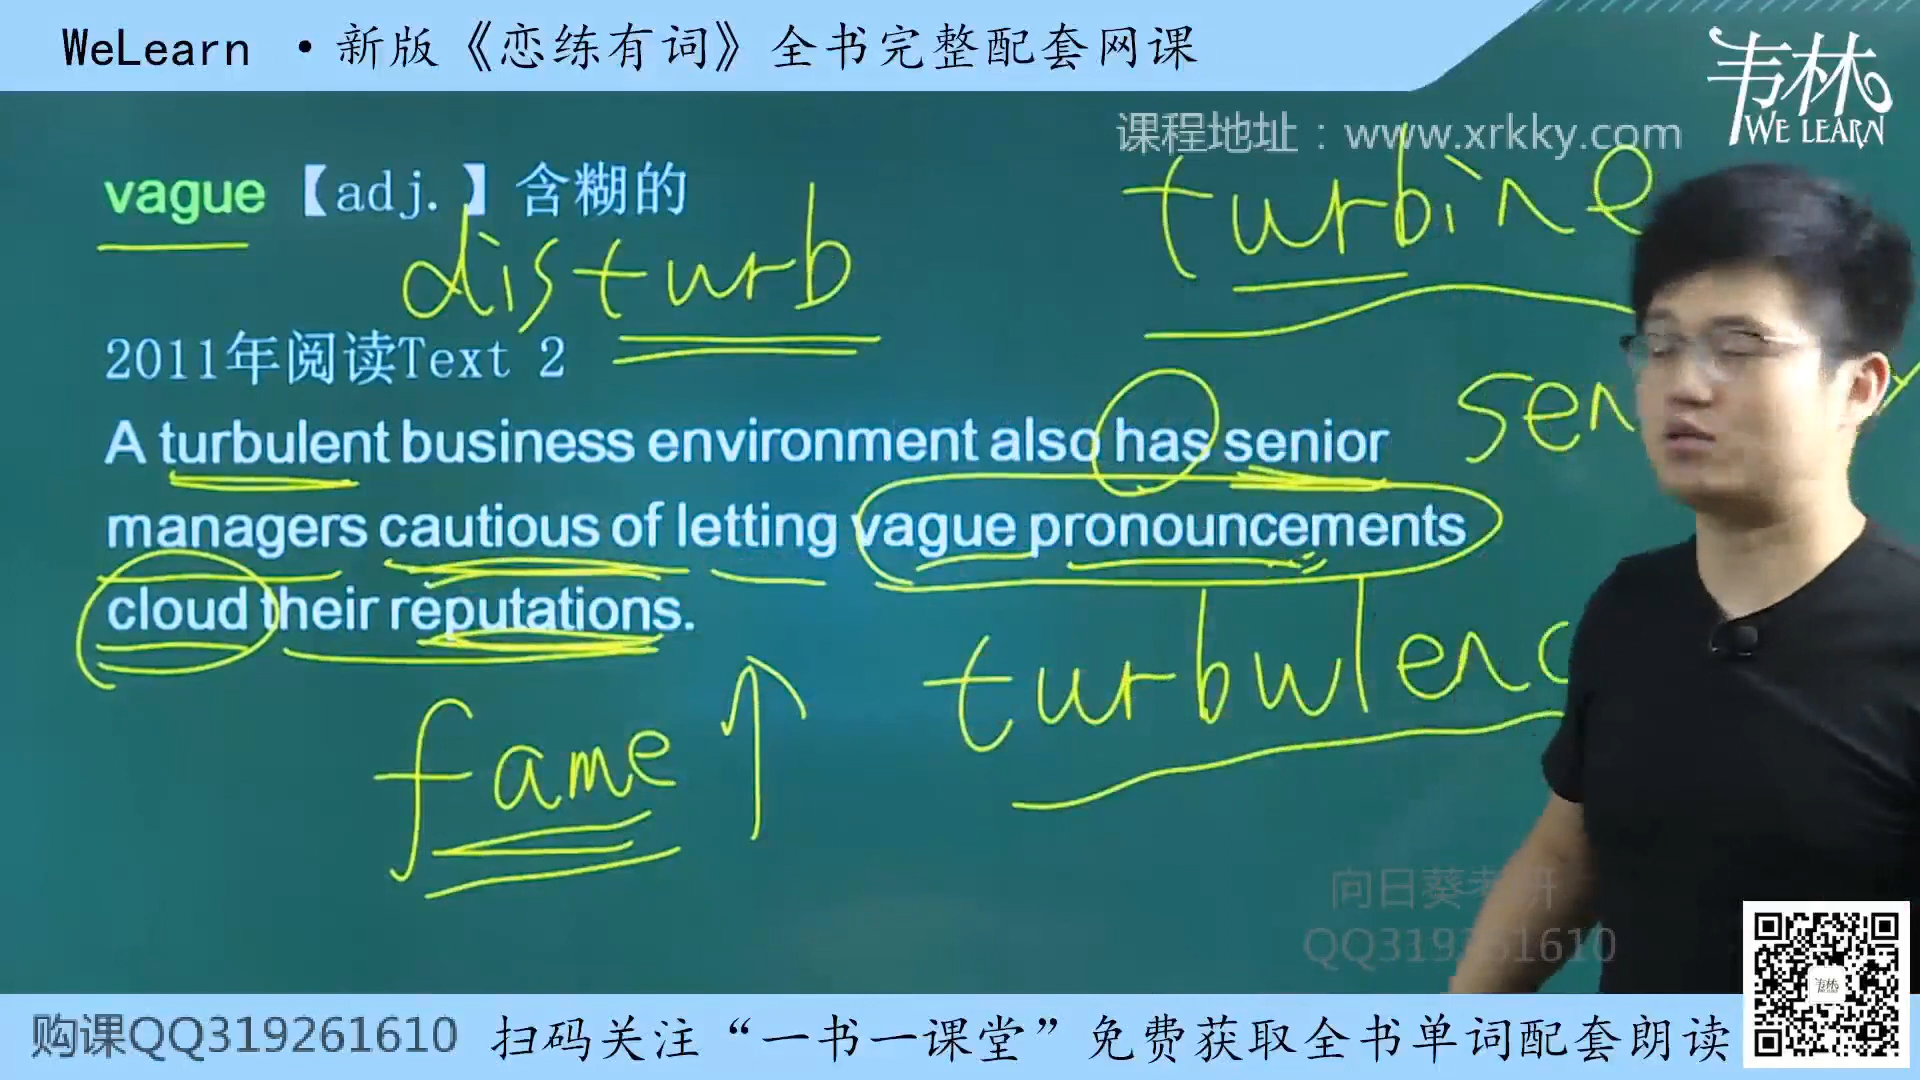 WeLearn ·新版《恋练有词》全书完整配套网课
韦林
WE LEARN
课程地址：www.xrkky.com
vague【adj.】含糊的
turbine
disturb
2011年阅读Text 2
sen
A turbulent business environment also has senior
managers cautious of letting vague pronouncements
cloud their reputations.
turbulenc
fame
向日葵考研
QQ319261610
购课QQ319261610
扫码关注“一书一课堂”免费获取全书单词配套朗读